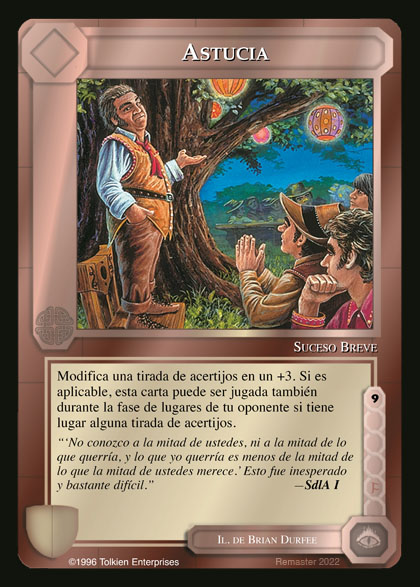 ASTUCIA
SUCESO BREVE
Modifica una tirada de acertijos en un +3. Si es
aplicable, esta carta puede ser jugada también
durante la fase de lugares de tu oponente si tiene
lugar alguna tirada de acertijos.
9
“‘No conozco a la mitad de ustedes, ni a la mitad de lo
que querría, y lo que yo querría es menos de la mitad de
lo que la mitad de ustedes merece.’ Esto fue inesperado
y bastante difícil.” –SdlA I
F
IL. DE BRIAN DURFEE
©1996 Tolkien Enterprises Remaster 2022